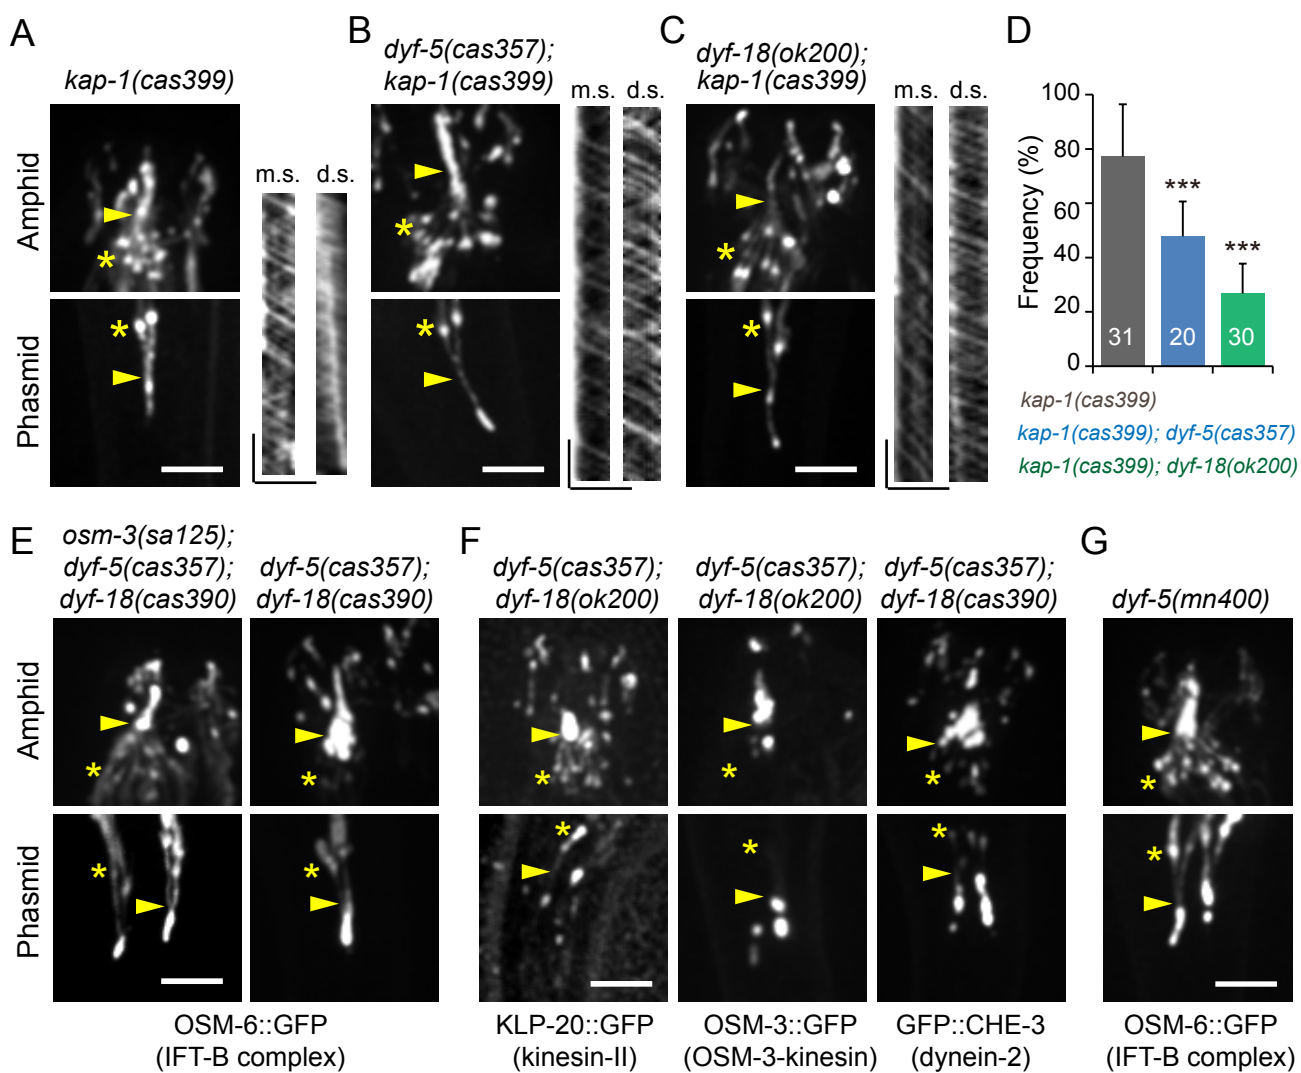 A
kap-1(cas399)
Amphid
Phasmid
*
*
m.s. d.s.
B
dyf-5(cas357);
kap-1(cas399)
*
*
m.s. d.s.
C
dyf-18(ok200);
kap-1(cas399)
*
*
m.s. d.s.
D
Frequency (%)
100
80
60
40
20
0
***
***
31 20 30
kap-1(cas399)
kap-1(cas399); dyf-5(cas357)
kap-1(cas399); dyf-18(ok200)
E
osm-3(sa125);
dyf-5(cas357);
dyf-18(cas390)
dyf-5(cas357);
dyf-18(cas390)
Amphid
Phasmid
*
*
*
*
OSM-6::GFP
(IFT-B complex)
F
dyf-5(cas357);
dyf-18(ok200)
*
*
KLP-20::GFP
(kinesin-II)
dyf-5(cas357);
dyf-18(ok200)
*
*
OSM-3::GFP
(OSM-3-kinesin)
dyf-5(cas357);
dyf-18(cas390)
*
*
GFP::CHE-3
(dynein-2)
G
dyf-5(mn400)
*
*
OSM-6::GFP
(IFT-B complex)